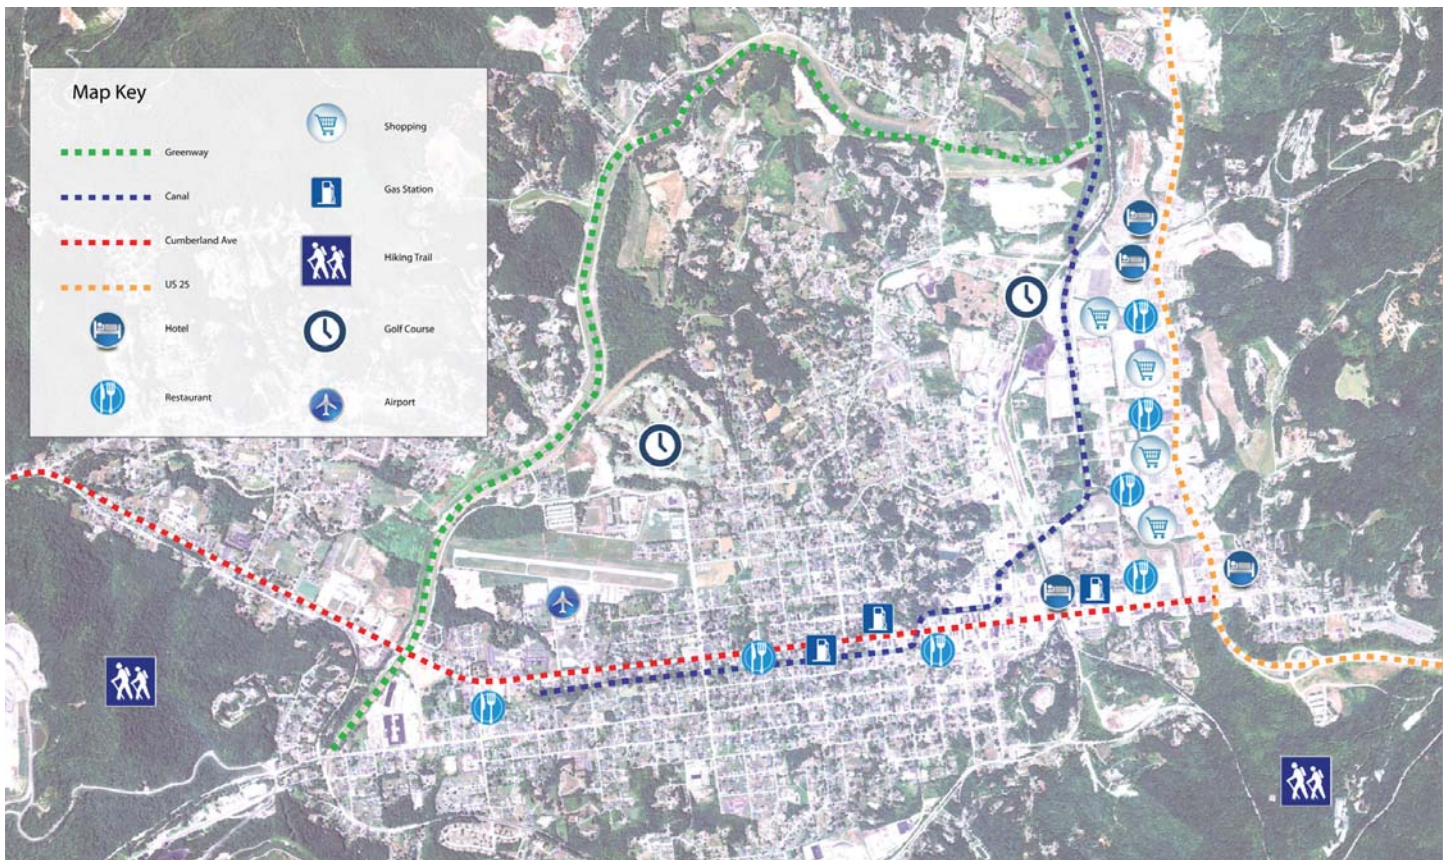 Map Key
Greenway
Canal
Cumberland Ave
US 25
Hotel
Restaurant
Shopping
Gas Station
Hiking Trail
Golf Course
Airport